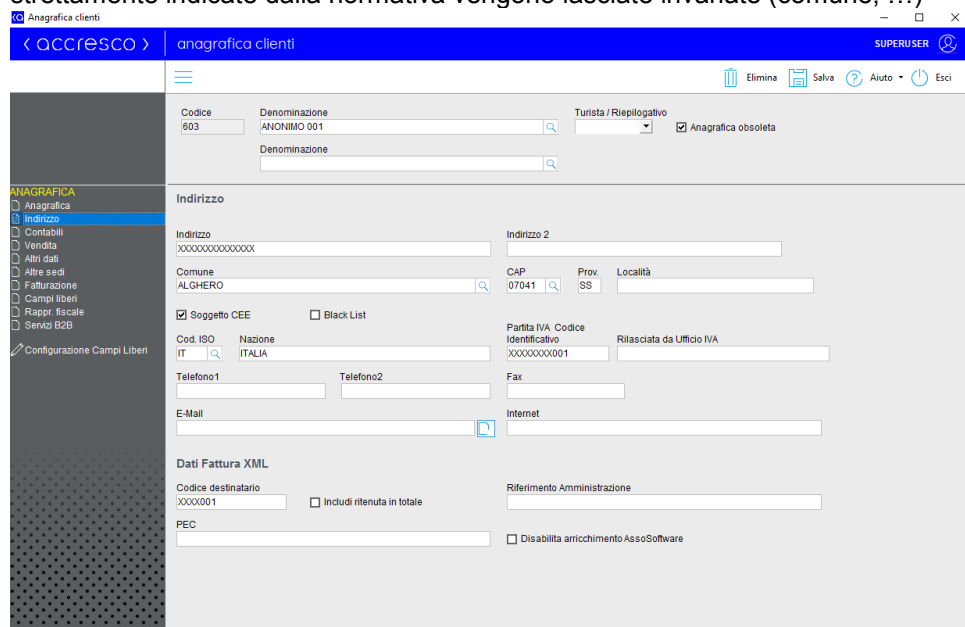 strettamente indicato dalla normativa vengono lasciate invariate (comune, …)
Anagrafica clienti
‹ accresco › anagrafica clienti SUPERUSER
Elimina Salva Aiuto Esci
Codice Denominazione Turista / Riepilogativo
603 ANONIMO 001 Anagrafica obsoleta
Denominazione
ANAGRAFICA
Anagrafica
Indirizzo
Contabili
Vendita
Altri dati
Altre sedi
Fatturazione
Campi liberi
Rappr. fiscale
Servizi B2B
Configurazione Campi Liberi
Indirizzo
Indirizzo Indirizzo 2
XXXXXXXXXXXXXX
Comune CAP Prov. Località
ALGHERO 07041 SS
Soggetto CEE Black List
Partita IVA Codice
Cod. ISO Nazione Identificativo Rilasciata da Ufficio IVA
IT ITALIA XXXXXXXX001
Telefono1 Telefono2 Fax
E-Mail Internet
Dati Fattura XML
Codice destinatario Riferimento Amministrazione
XXXX001 Includi ritenuta in totale
PEC
Disabilita arricchimento AssoSoftware